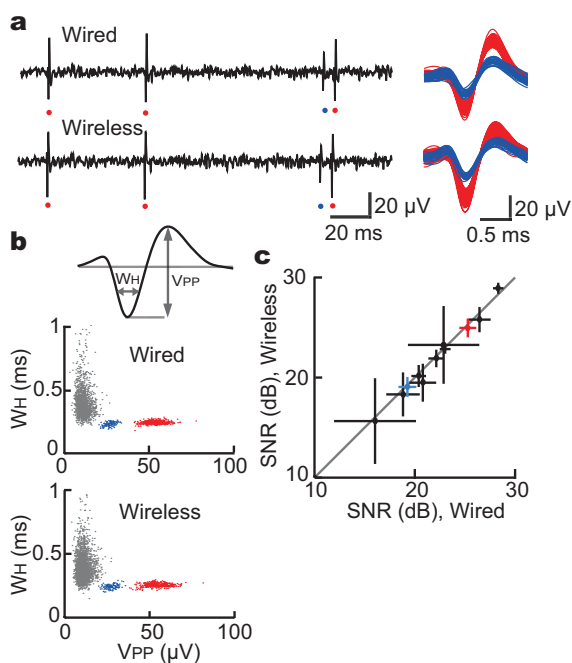 a
Wired
Wireless
20 µV
20 ms
20 µV
0.5 ms
b
WH
VPP
c
Wired
1
0.5
0
WH (ms)
0
50
100
Wireless
1
0.5
0
WH (ms)
0
50
100
VPP (µV)
30
20
10
SNR (dB), Wireless
10
20
30
SNR (dB), Wired